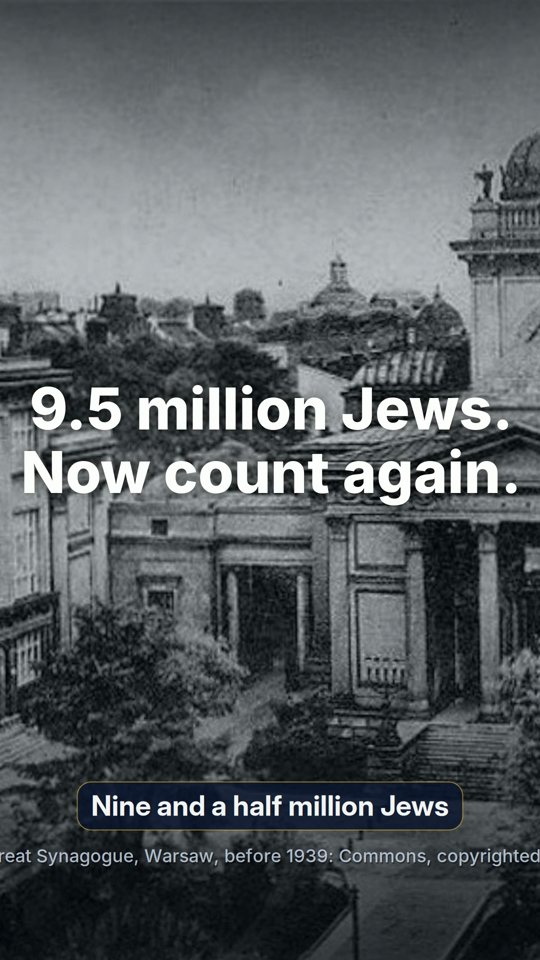 9.5 million Jews.
Now count again.
Nine and a half million Jews
reat Synagogue, Warsaw, before 1939: Commons, copyrighted